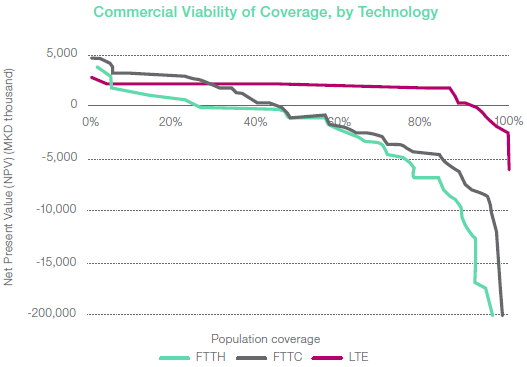 Commercial Viability of Coverage, by Technology
Net Present Value (NPV) (MKD thousand)
5,000
0
-5,000
-10,000
-15,000
-200,000
0% 20% 40% 60% 80% 100%
Population coverage
FTTH FTTC LTE